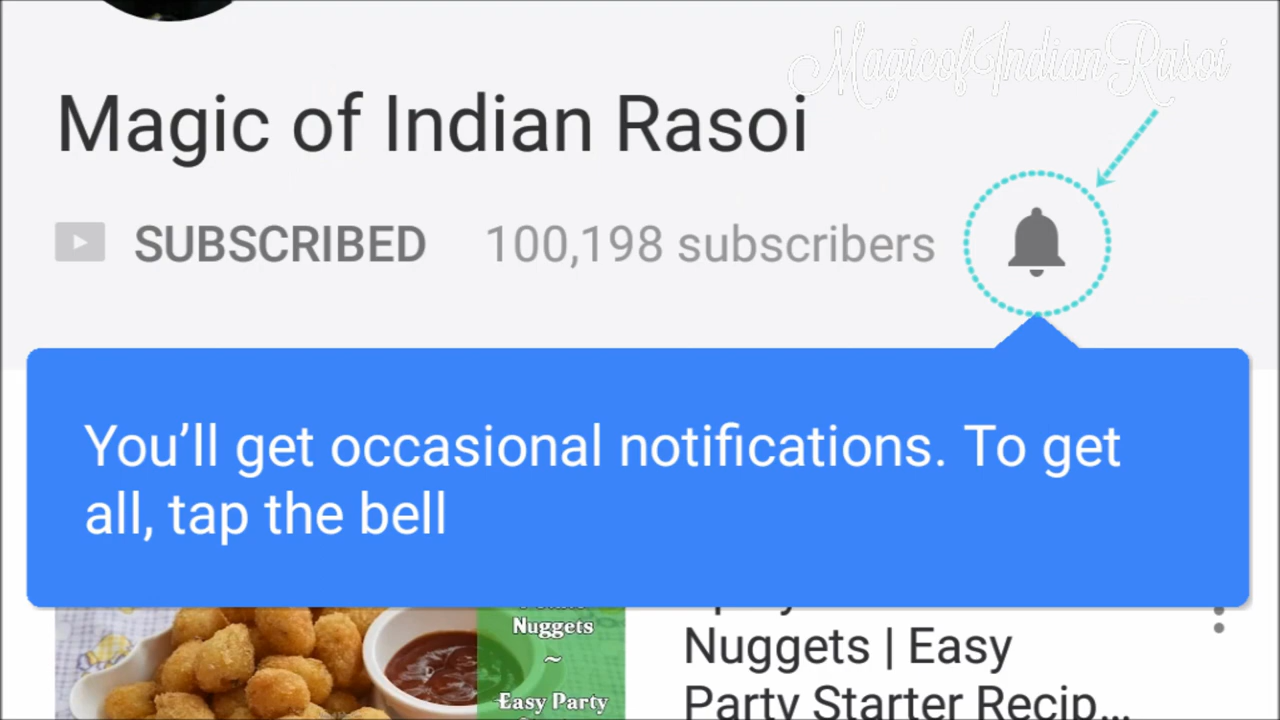 MagicofIndianRasoi
Magic of Indian Rasoi
SUBSCRIBED 100,198 subscribers
You’ll get occasional notifications. To get
all, tap the bell
Nuggets
~
Easy Party
Nuggets | Easy
Party Starter Recip...